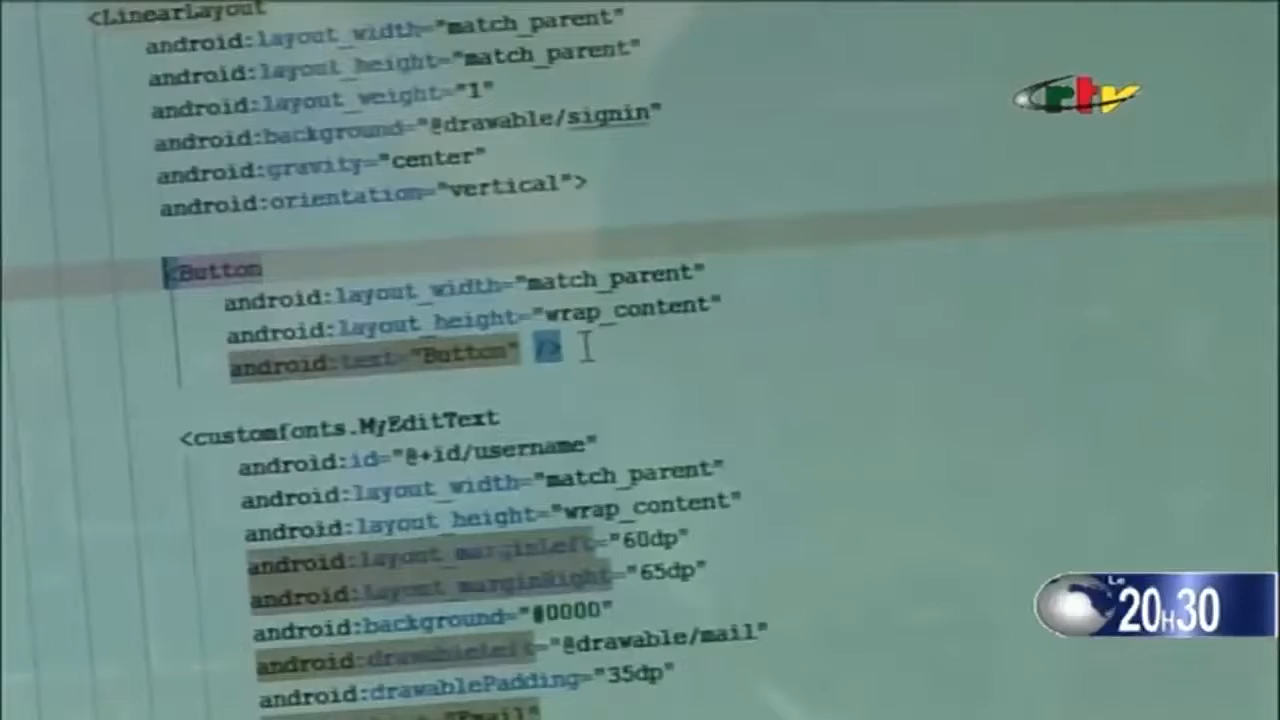 <LinearLayout
android:layout_width="match_parent"
android:layout_height="match_parent"
android:layout_weight="1"
android:background="@drawable/signin"
android:gravity="center"
android:orientation="vertical">
<Button
android:layout_width="match_parent"
android:layout_height="wrap_content"
android:text="Button" />
<customfonts.MyEditText
android:id="@+id/username"
android:layout_width="match_parent"
android:layout_height="wrap_content"
android:layout_marginLeft="60dp"
android:layout_marginRight="65dp"
android:background="#0000"
android:drawableLeft="@drawable/mail"
android:drawablePadding="35dp"
"Email"
crtv
Le
20H30